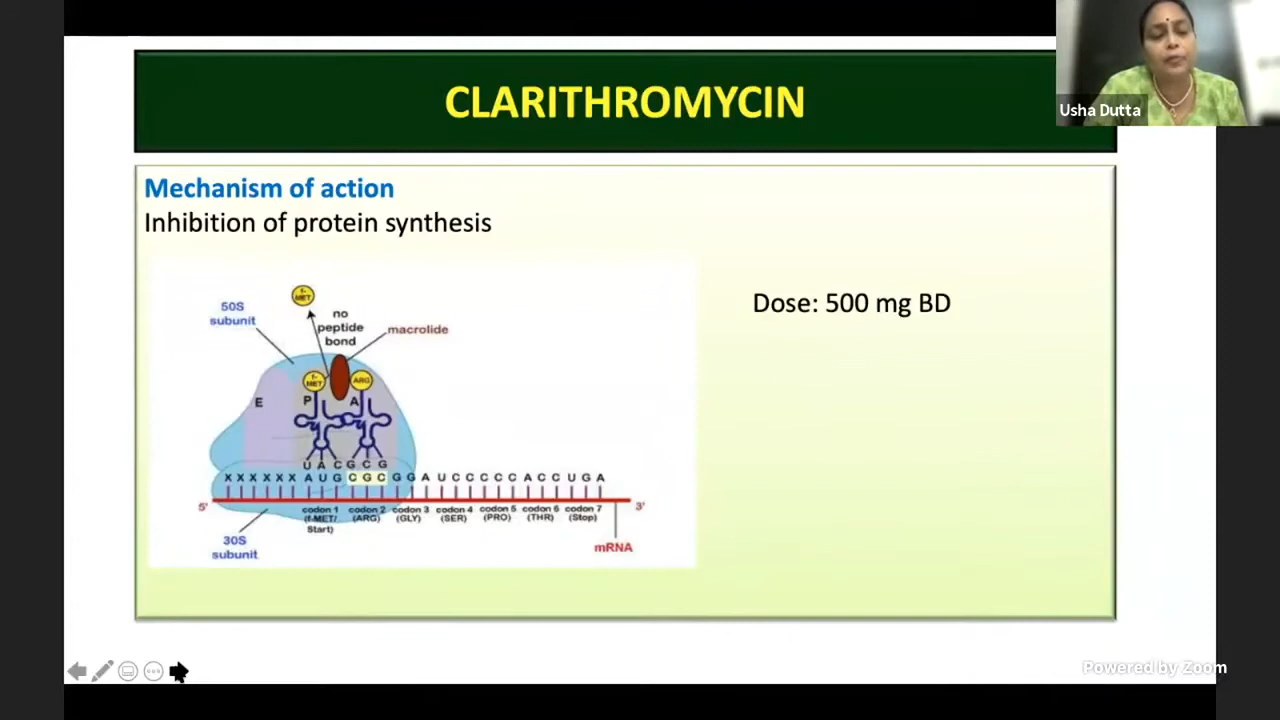 CLARITHROMYCIN
Usha Dutta
Mechanism of action
Inhibition of protein synthesis
Dose: 500 mg BD
f-
MET
50S
subunit
no
peptide
bond
macrolide
f-
MET
ARG
E
P
A
U A C G C G
X X X X X X A U G C G C G G A U C C C C C A C C U G A
5'
3'
codon 1
(f-MET/
Start)
codon 2
(ARG)
codon 3
(GLY)
codon 4
(SER)
codon 5
(PRO)
codon 6
(THR)
codon 7
(Stop)
30S
subunit
mRNA
Powered by Zoom